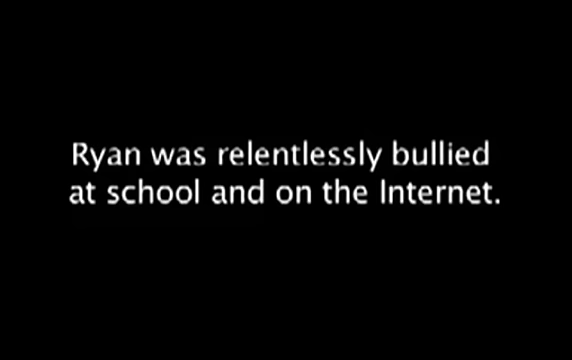 Ryan was relentlessly bullied
at school and on the Internet.